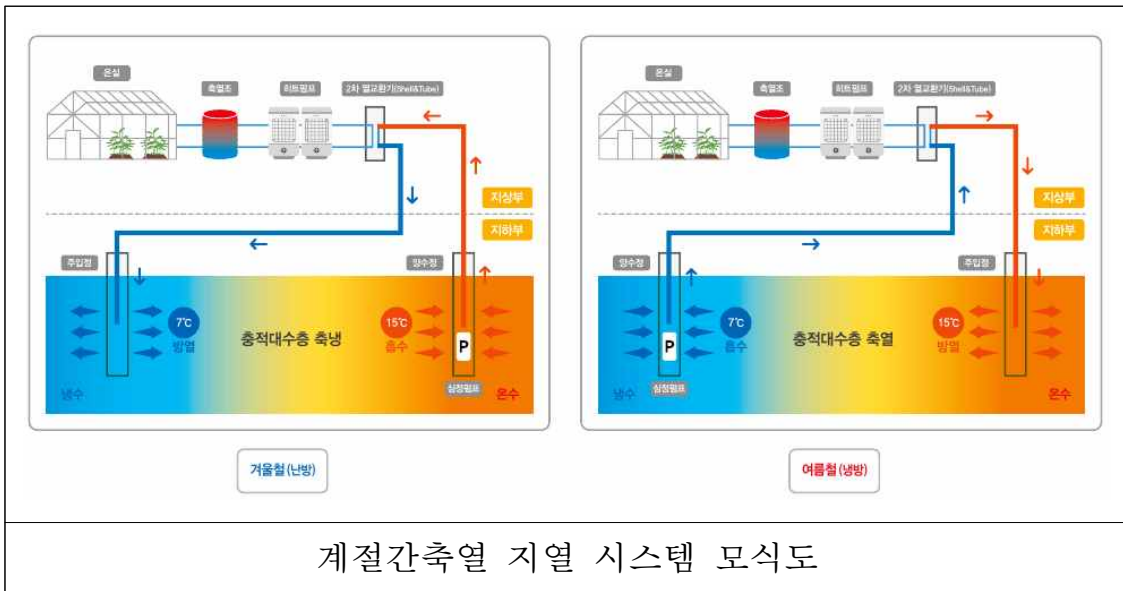 온실
축열조
히트펌프
2차 열교환기(Shell&Tube)
지상부
지하부
주입정
양수정
7℃
방열
충적대수층 축냉
15℃
흡수
P
심정펌프
냉수
온수
겨울철(난방)
온실
축열조
히트펌프
2차 열교환기(Shell&Tube)
지상부
지하부
양수정
주입정
7℃
흡수
충적대수층 축열
15℃
방열
P
심정펌프
냉수
온수
여름철(냉방)
계절간축열 지열 시스템 모식도